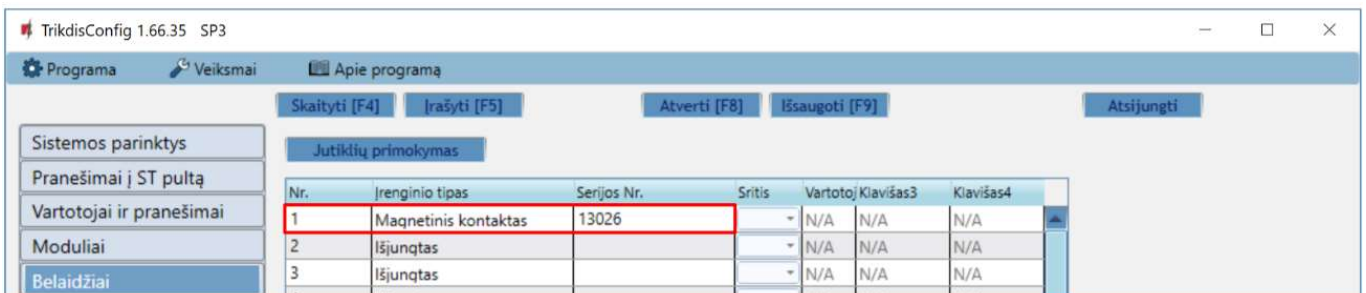 TrikdisConfig 1.66.35 SP3
Programa Veiksmai Apie programą
Skaityti [F4] Įrašyti [F5] Atverti [F8] Išsaugoti [F9] Atsijungti
Sistemos parinktys
Jutiklių primokymas
Pranešimai į ST pultą
Nr. Įrenginio tipas Serijos Nr. Sritis Vartotoj Klavišas3 Klavišas4
Vartotojai ir pranešimai
1 Magnetinis kontaktas 13026 N/A N/A N/A
Moduliai
2 Išjungtas N/A N/A N/A
Belaidžiai
3 Išjungtas N/A N/A N/A